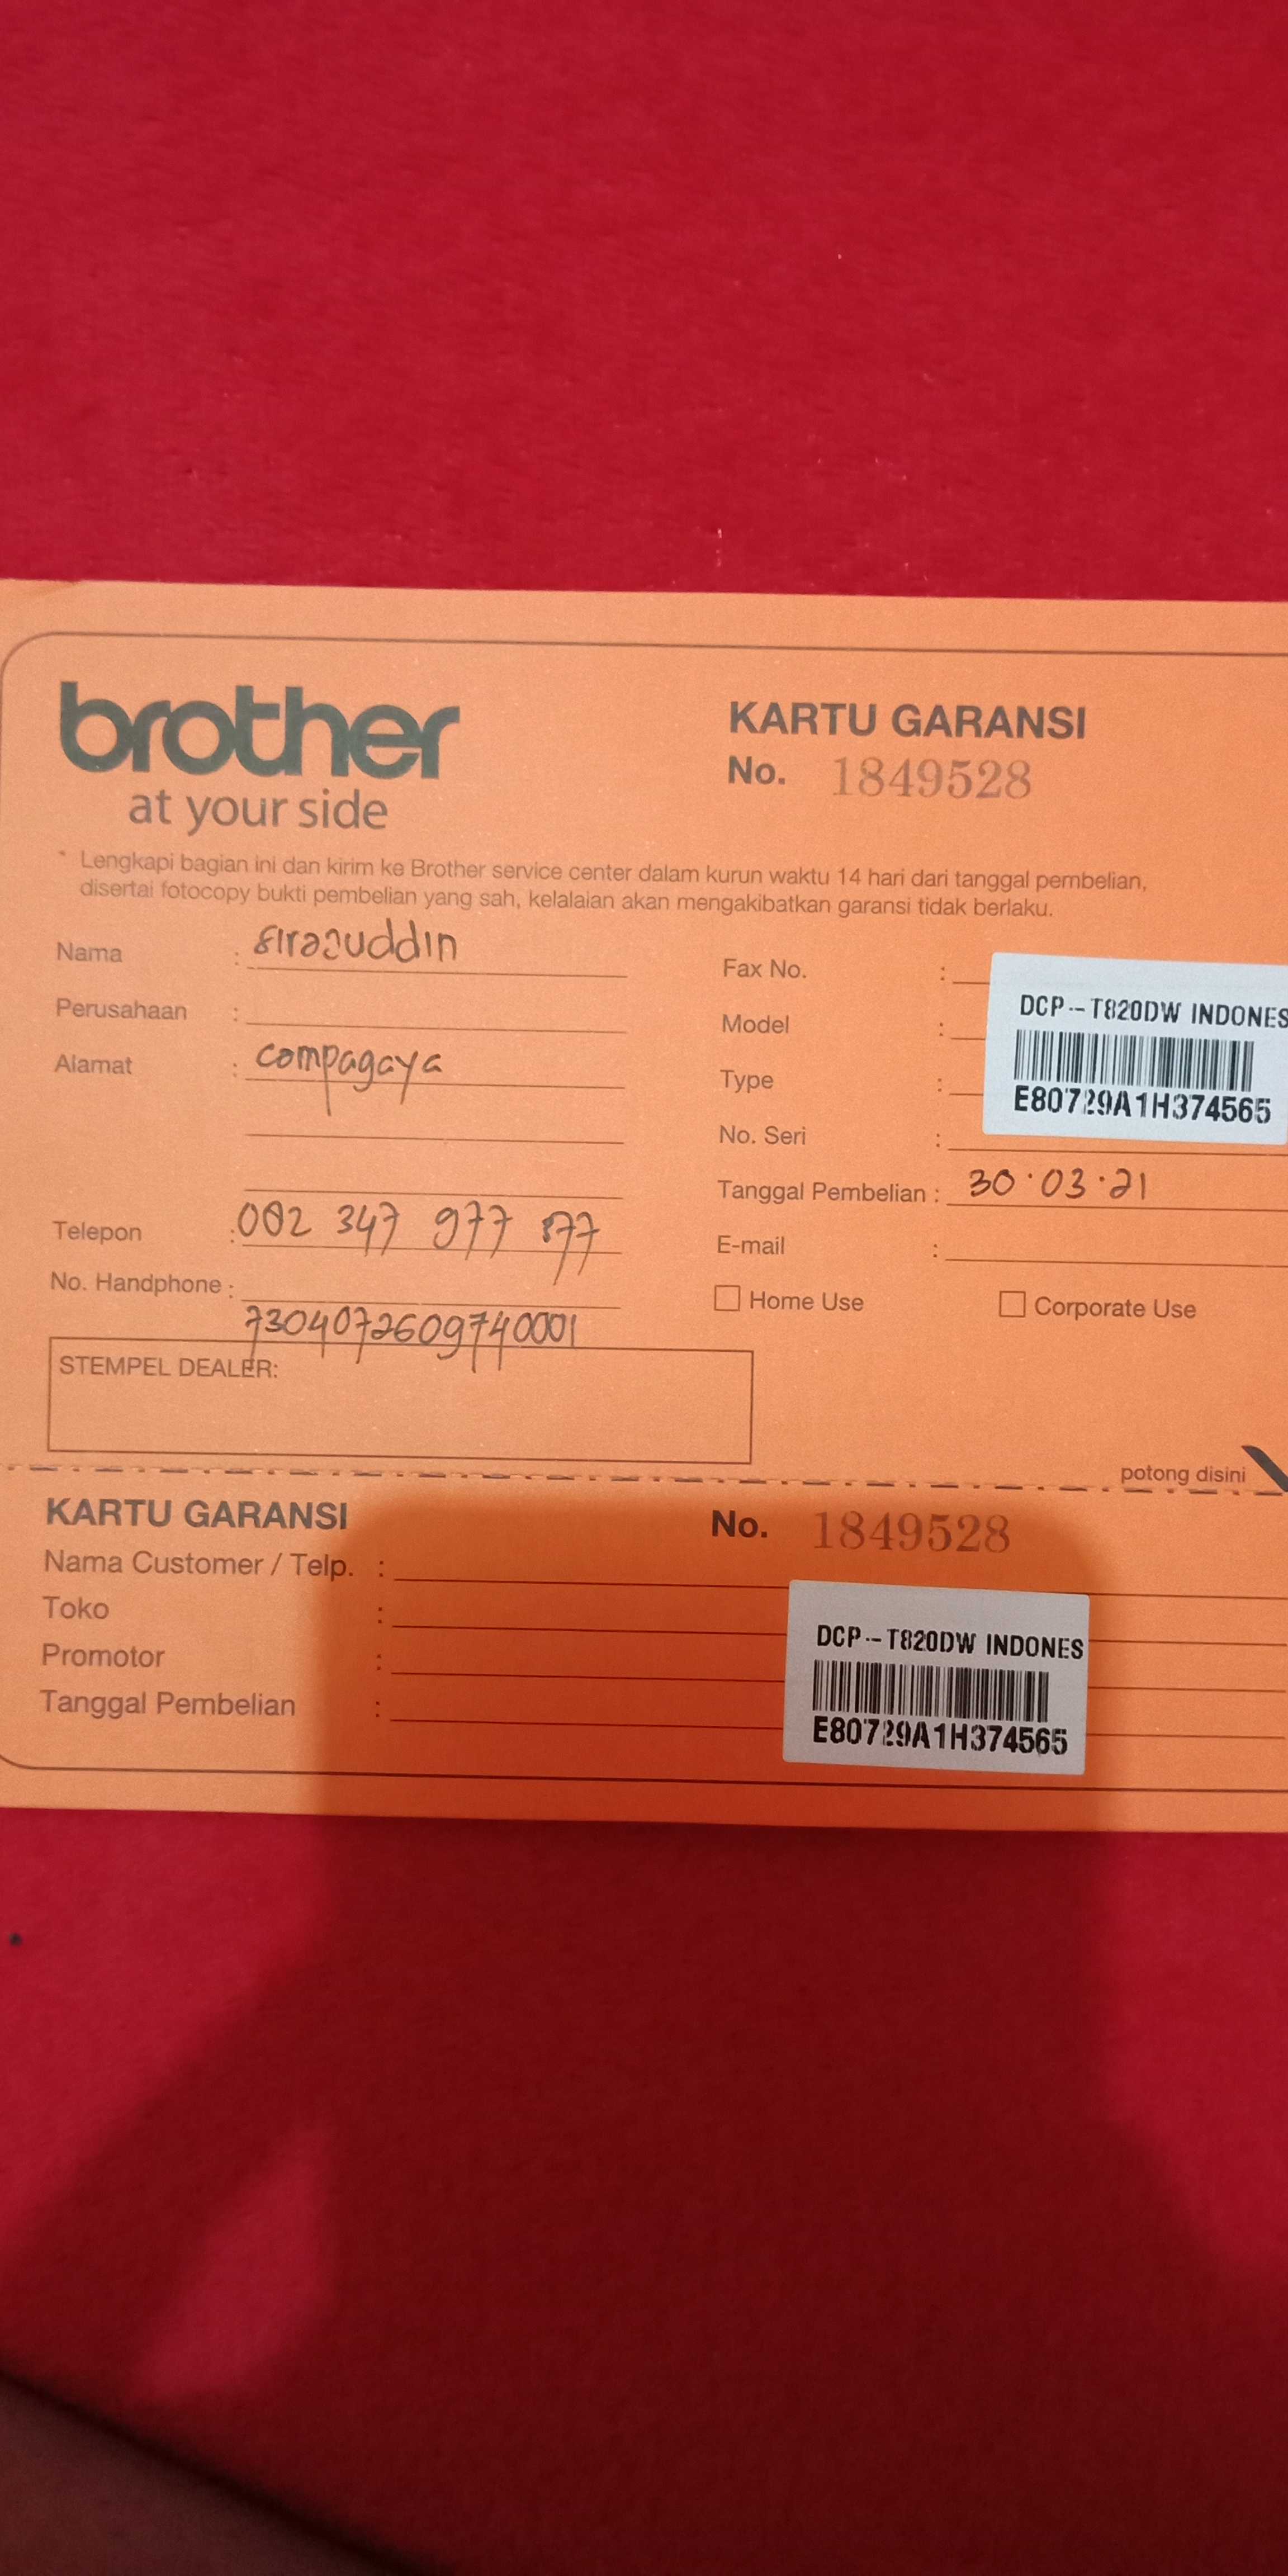 brother
at your side
KARTU GARANSI
No. 1849528
* Lengkapi bagian ini dan kirim ke Brother service center dalam kurun waktu 14 hari dari tanggal pembelian,
disertai fotocopy bukti pembelian yang sah, kelalaian akan mengakibatkan garansi tidak berlaku.
Nama : sirajuddin
Perusahaan :
Alamat : compagaya
Telepon : 082 347 977 877
No. Handphone :
7304072609740001
STEMPEL DEALER:
Fax No. :
Model :
Type :
No. Seri :
DCP-T820DW INDONES
E80729A1H374565
Tanggal Pembelian : 30.03.21
E-mail :
Home Use
Corporate Use
potong disini
KARTU GARANSI
No. 1849528
Nama Customer / Telp. :
Toko :
Promotor :
Tanggal Pembelian :
DCP-T820DW INDONES
E80729A1H374565